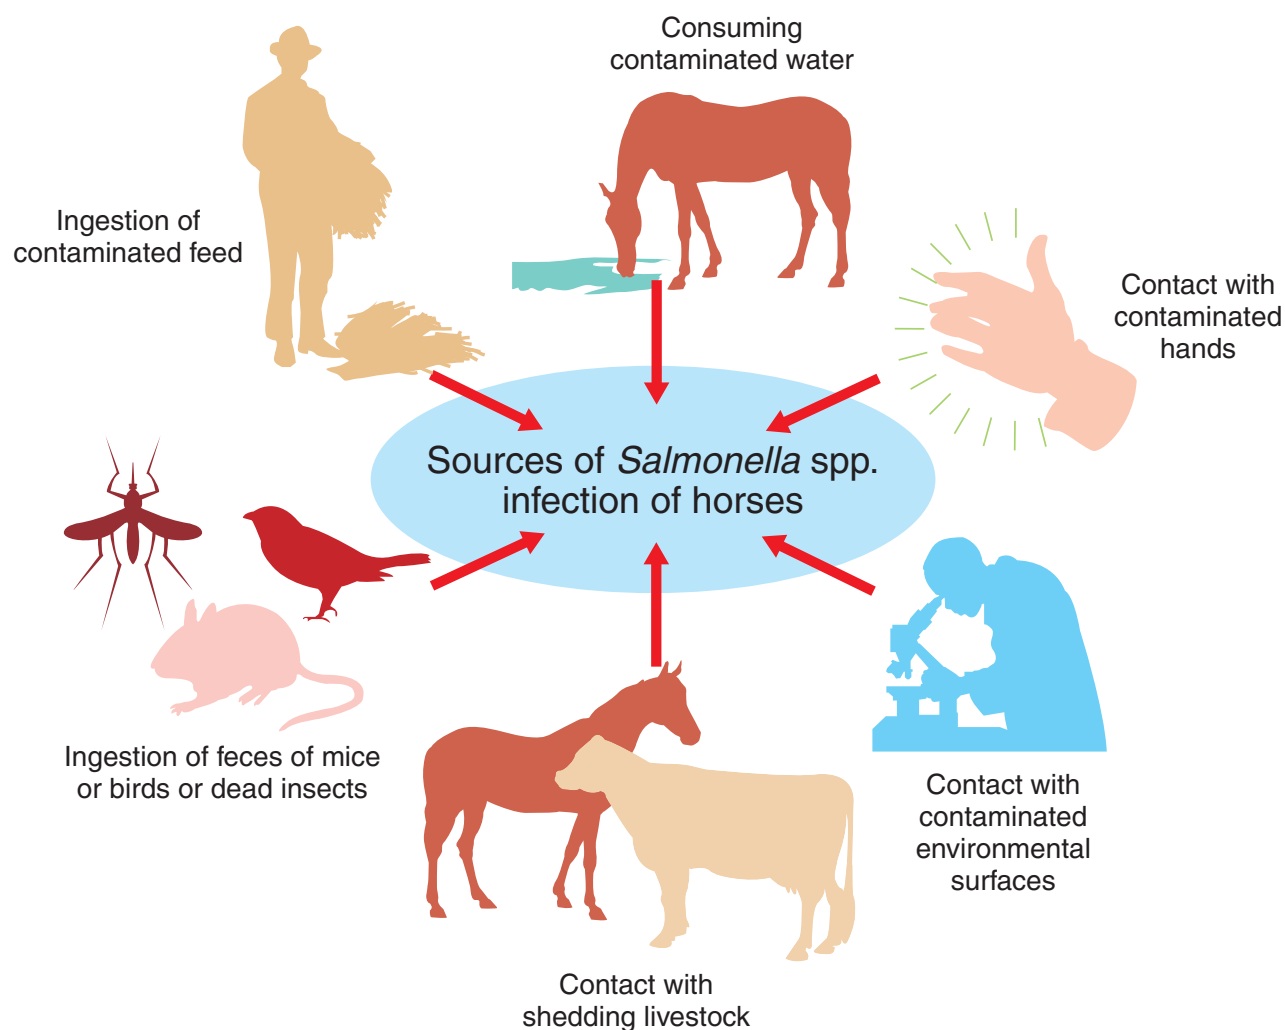 Consuming
contaminated water
Ingestion of
contaminated feed
Contact with
contaminated
hands
Sources of Salmonella spp.
infection of horses
Ingestion of feces of mice
or birds or dead insects
Contact with
contaminated
environmental
surfaces
Contact with
shedding livestock